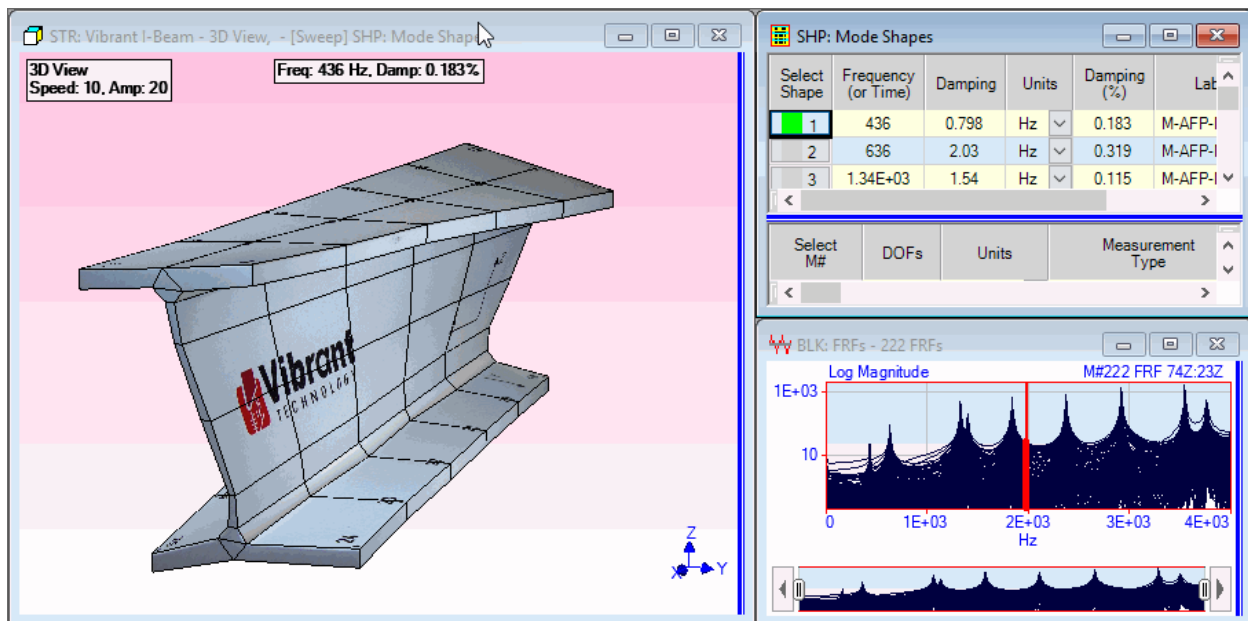 STR: Vibrant I-Beam - 3D View, - [Sweep] SHP: Mode Shap
3D View
Speed: 10, Amp: 20
Freq: 436 Hz, Damp: 0.183%
Vibrant
TECHNOLOGY
24
Z
X
Y
SHP: Mode Shapes
Select Shape Frequency (or Time) Damping Units Damping (%) Lab
1 436 0.798 Hz 0.183 M-AFP-I
2 636 2.03 Hz 0.319 M-AFP-I
3 1.34E+03 1.54 Hz 0.115 M-AFP-I
Select M# DOFs Units Measurement Type
BLK: FRFs - 222 FRFs
Log Magnitude M#222 FRF 74Z:23Z
1E+03
10
0 1E+03 2E+03 3E+03 4E+03
Hz